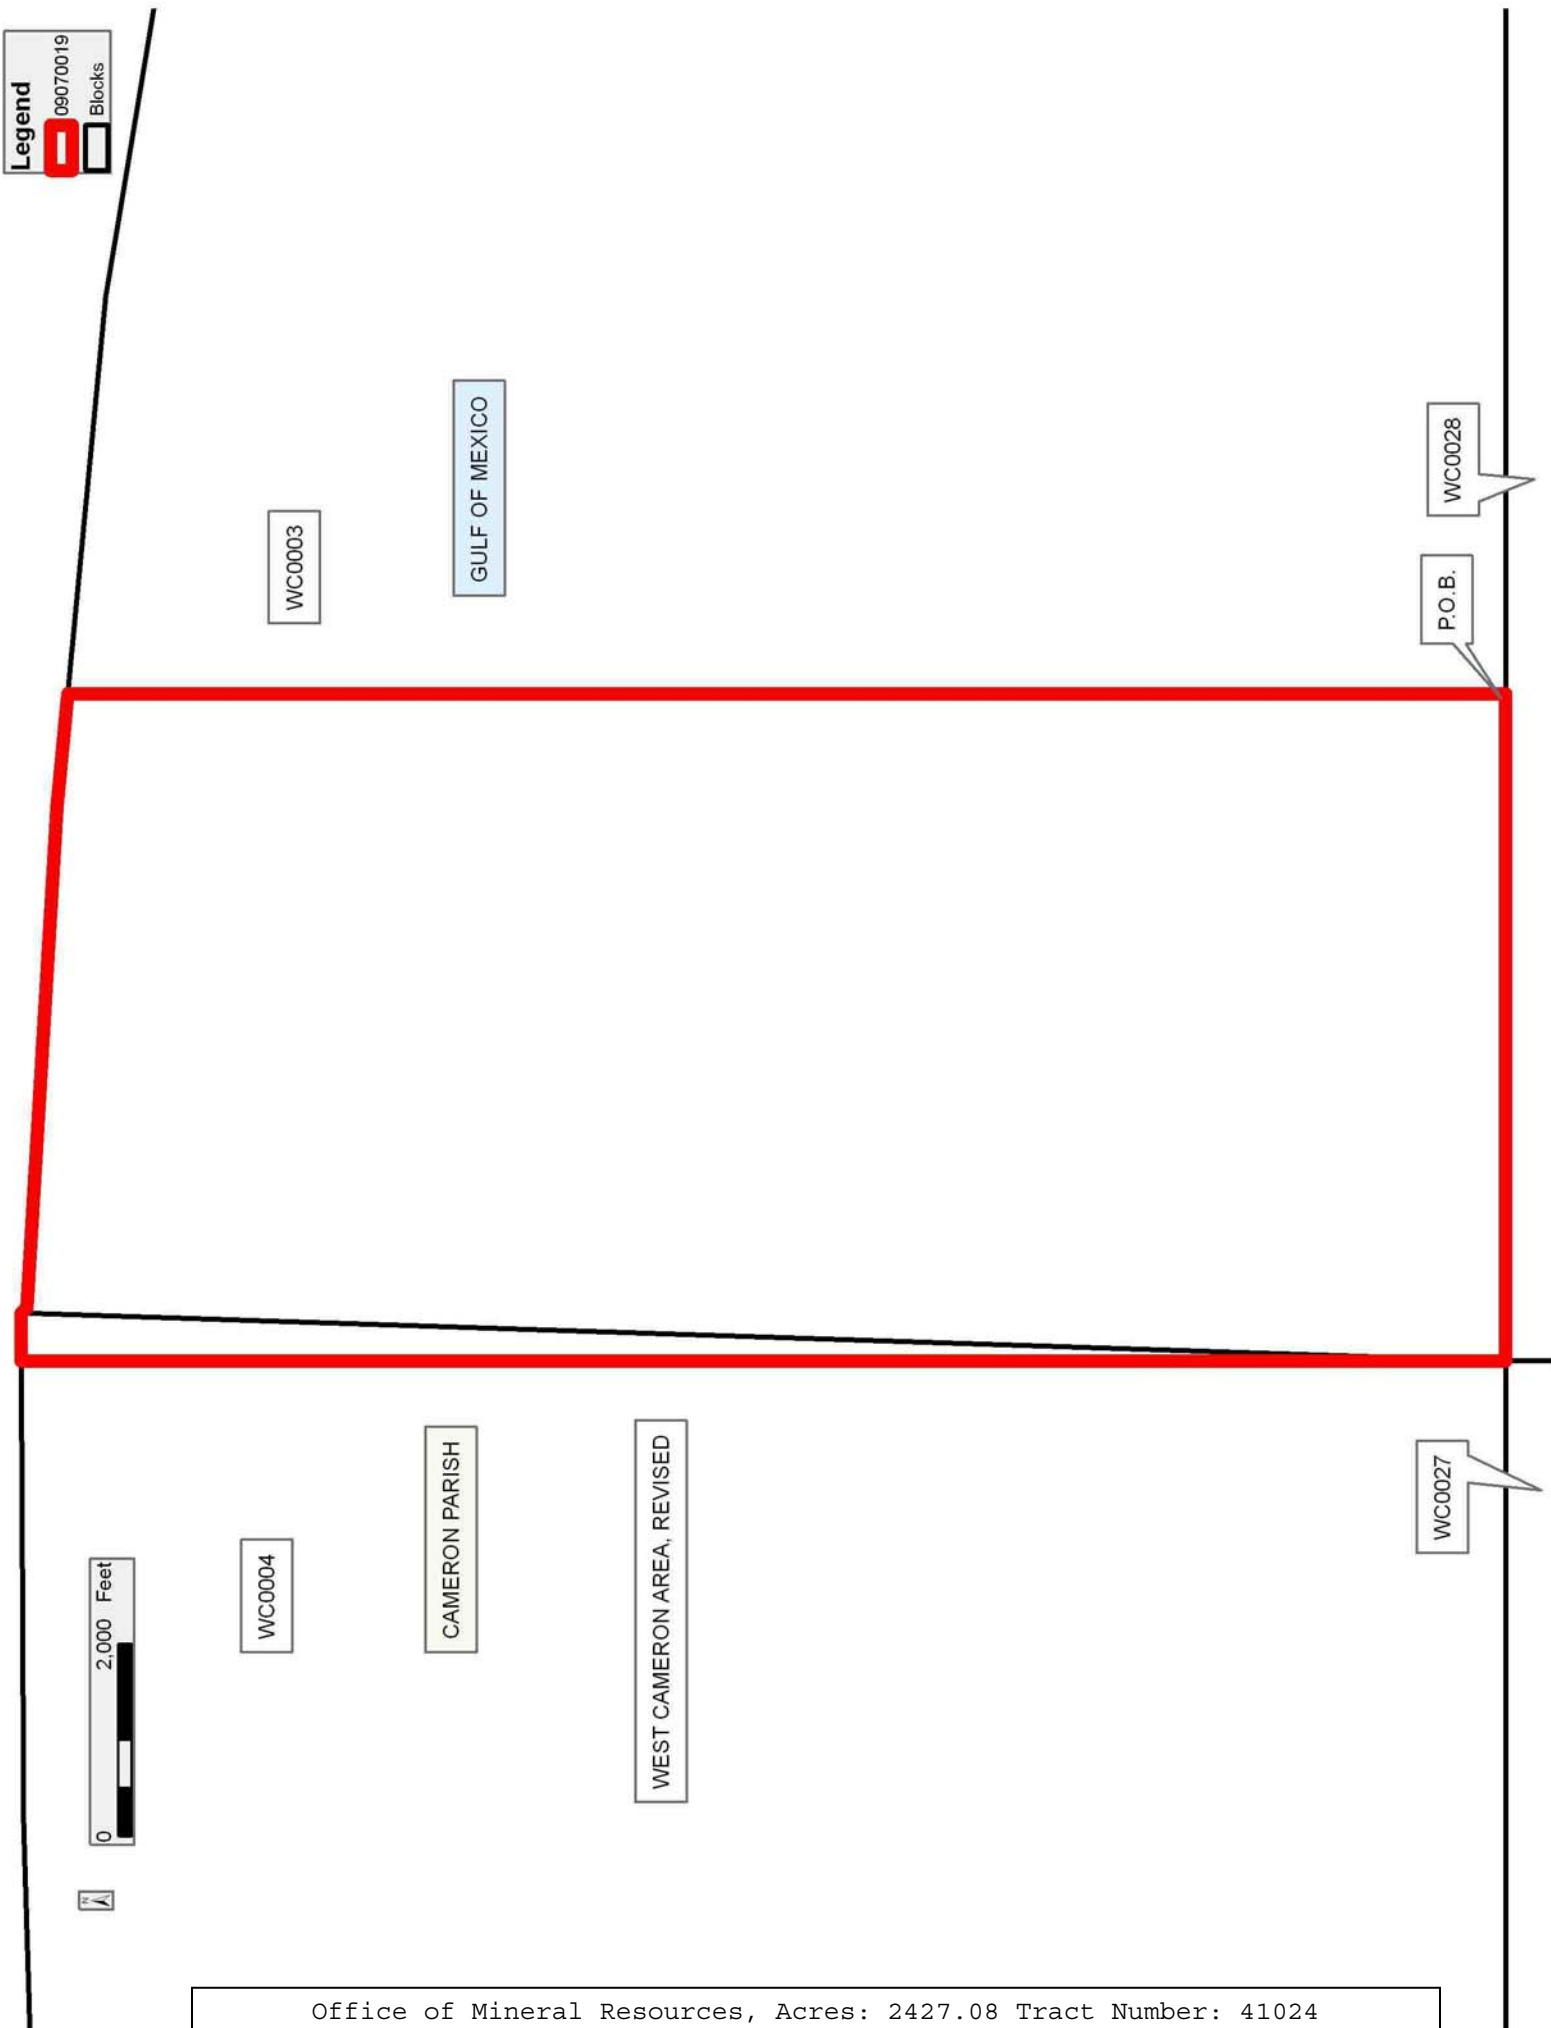 Legend
09070019
Blocks
WC0003
GULF OF MEXICO
WC0028
P.O.B.
N
0 2,000 Feet
WC0004
CAMERON PARISH
WEST CAMERON AREA, REVISED
WC0027
Office of Mineral Resources, Acres: 2427.08 Tract Number: 41024